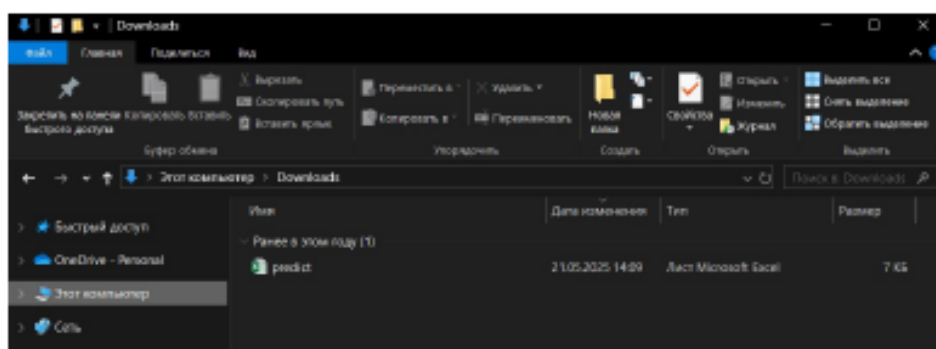 Downloads
Файл Главная Поделиться Вид
Закрепить на панели быстрого доступа
Копировать
Вставить
Вырезать
Скопировать путь
Вставить ярлык
Буфер обмена
Переместить в
Копировать в
Удалить
Переименовать
Упорядочить
Новая папка
Создать
Свойства
Открыть
Изменить
Журнал
Открыть
Выделить все
Снять выделение
Обратить выделение
Выделить
Этот компьютер > Downloads
Поиск в: Downloads
Имя Дата изменения Тип Размер
Быстрый доступ
OneDrive - Personal
Этот компьютер
Сеть
Ранее в этом году (1)
predict 21.05.2025 14:09 Лист Microsoft Excel 7 КБ